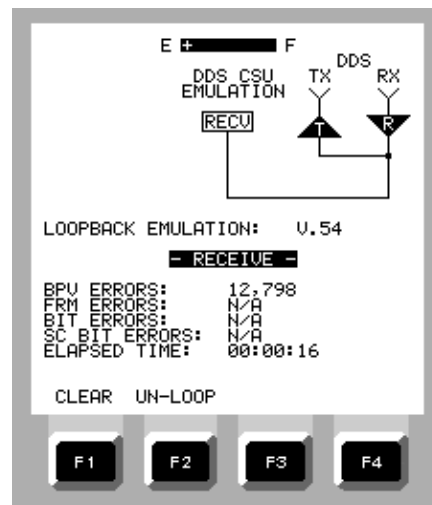 E + F
DDS
DDS CSU TX RX
EMULATION
RECV T R
LOOPBACK EMULATION: V.54
- RECEIVE -
BPV ERRORS: 12,798
FRM ERRORS: N/A
BIT ERRORS: N/A
SC BIT ERRORS: N/A
ELAPSED TIME: 00:00:16
CLEAR UN-LOOP
F1 F2 F3 F4